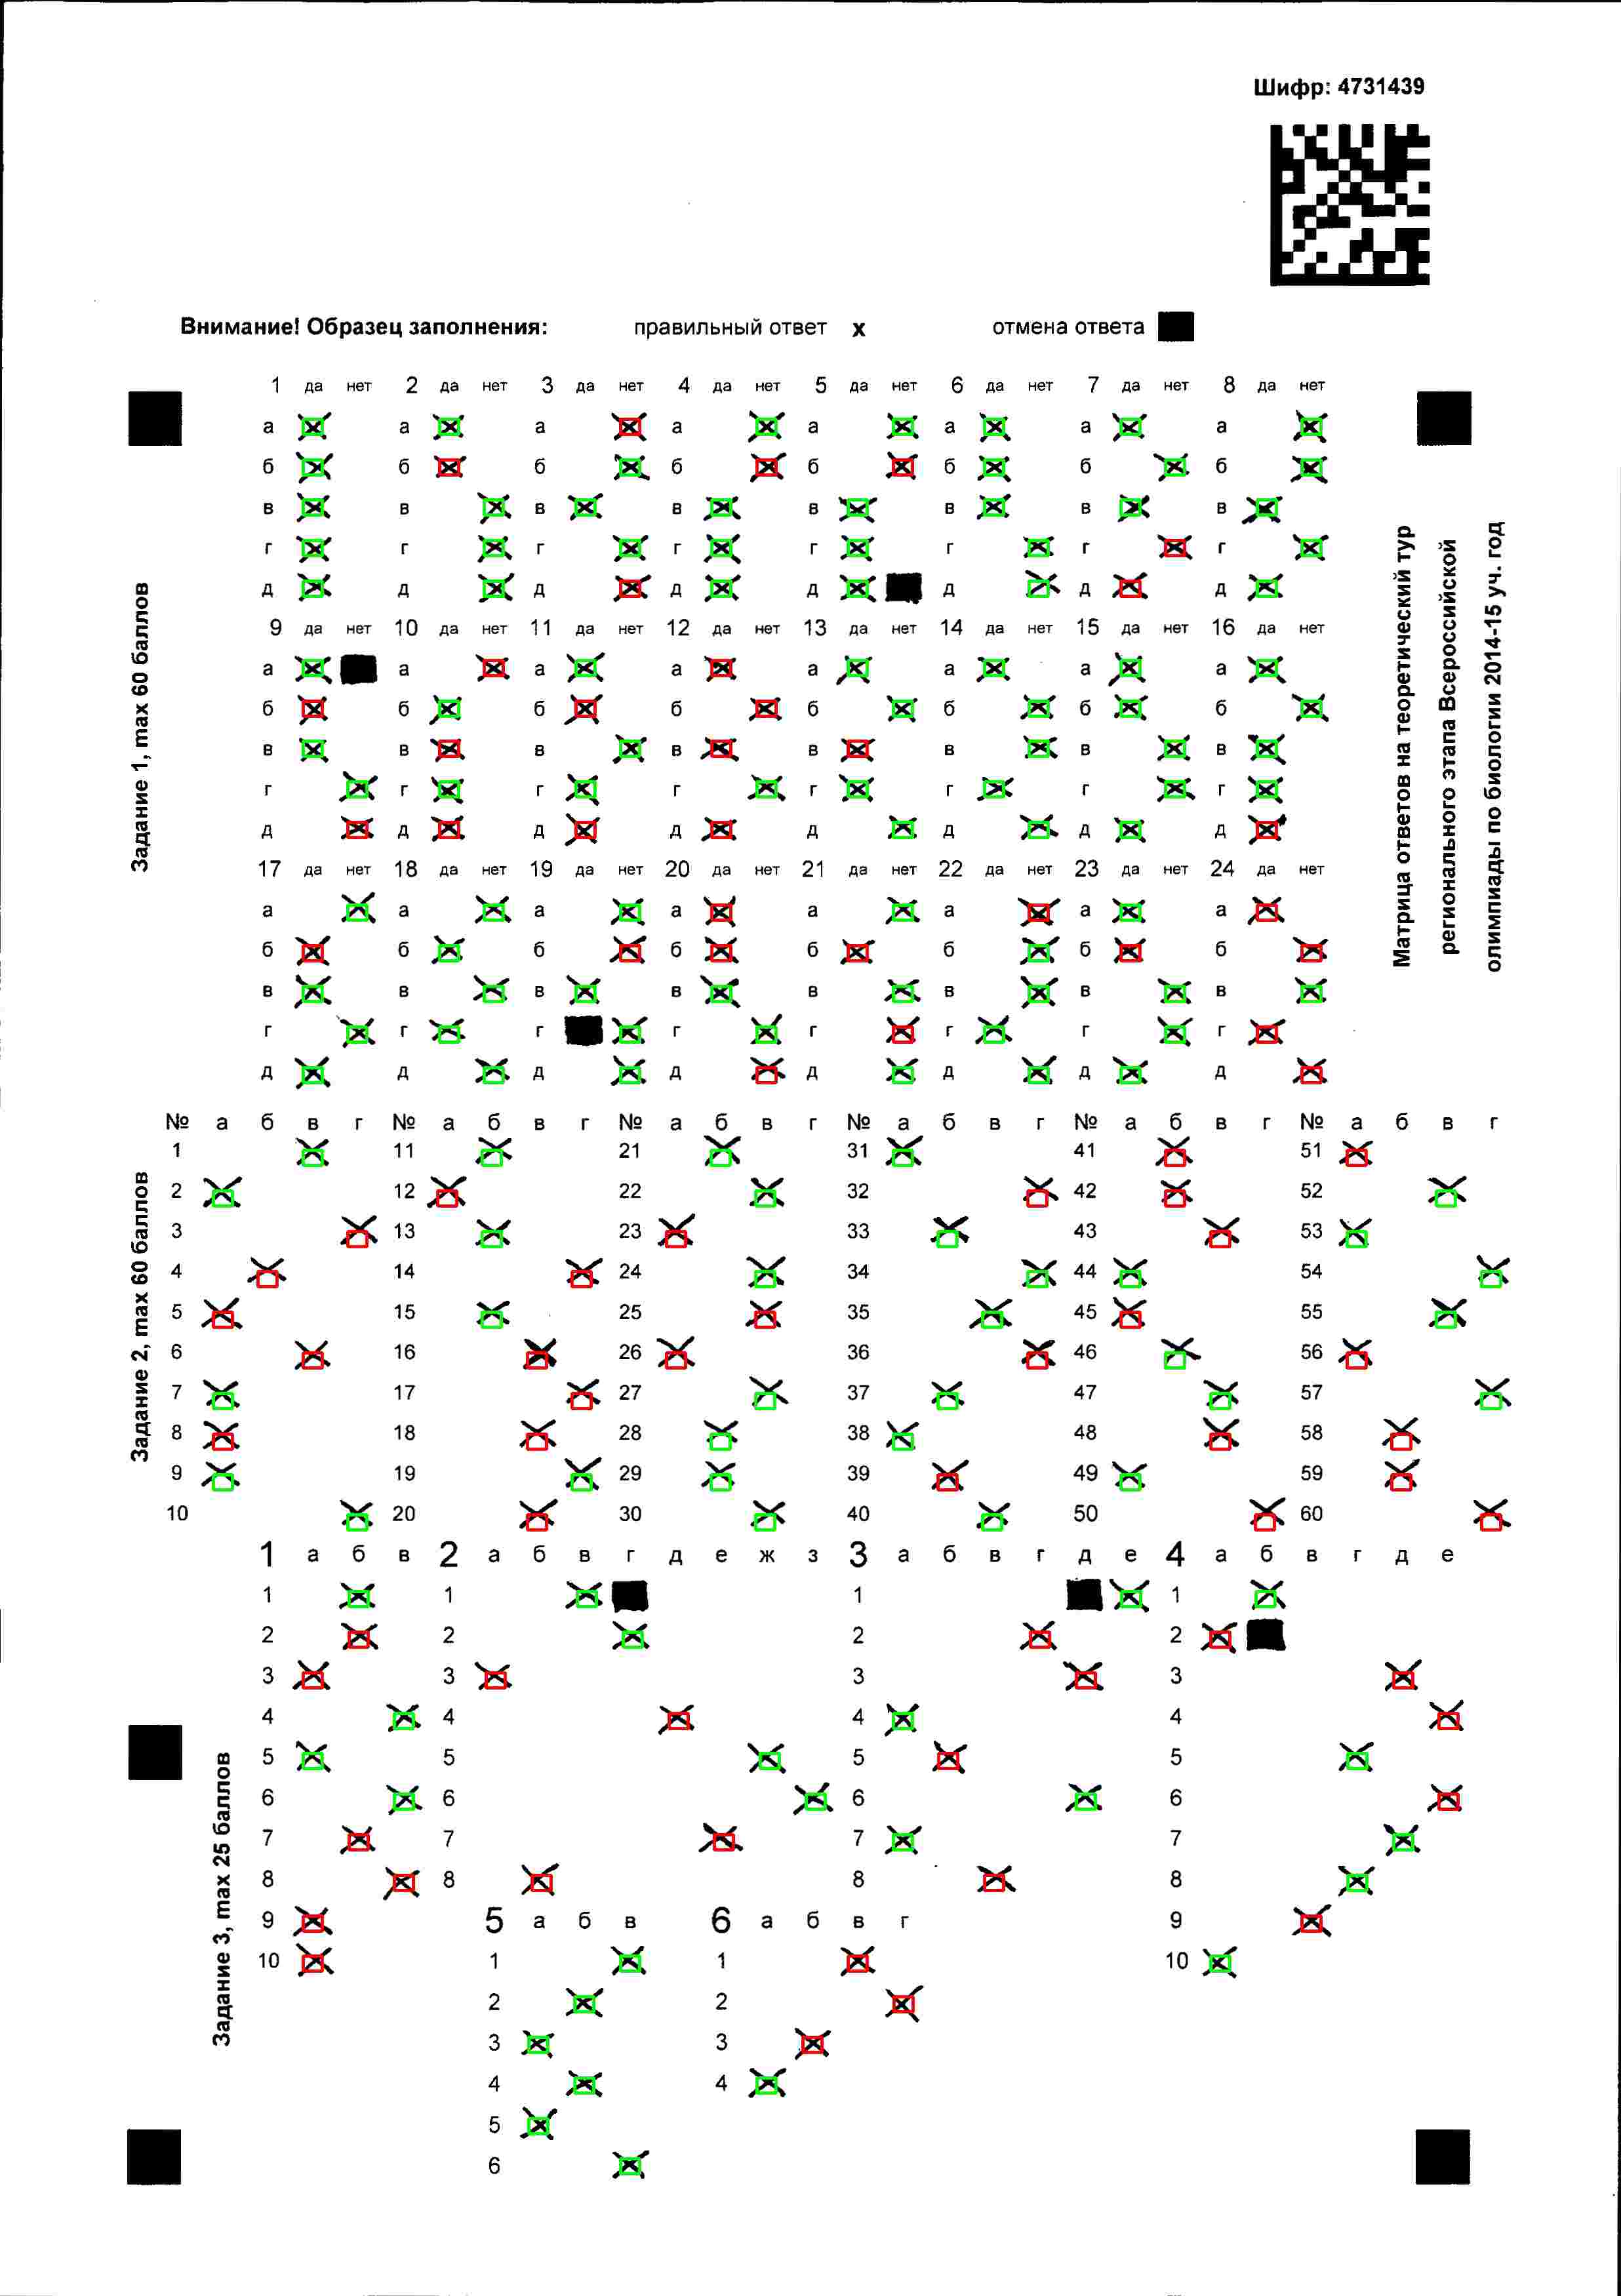 Шифр: 4731439
Внимание! Образец заполнения: правильный ответ x отмена ответа
Матрица ответов на теоретический тур
регионального этапа Всероссийской
олимпиады по биологии 2014-15 уч. год
Задание 1, max 60 баллов
1 да нет 2 да нет 3 да нет 4 да нет 5 да нет 6 да нет 7 да нет 8 да нет
а а а а а а а а
б б б б б б б б
в в в в в в в в
г г г г г г г г
д д д д д д д д
9 да нет 10 да нет 11 да нет 12 да нет 13 да нет 14 да нет 15 да нет 16 да нет
а а а а а а а а
б б б б б б б б
в в в в в в в в
г г г г г г г г
д д д д д д д д
17 да нет 18 да нет 19 да нет 20 да нет 21 да нет 22 да нет 23 да нет 24 да нет
а а а а а а а а
б б б б б б б б
в в в в в в в в
г г г г г г г г
д д д д д д д д
Задание 2, max 60 баллов
№ а б в г № а б в г № а б в г № а б в г № а б в г № а б в г
1 11 21 31 41 51
2 12 22 32 42 52
3 13 23 33 43 53
4 14 24 34 44 54
5 15 25 35 45 55
6 16 26 36 46 56
7 17 27 37 47 57
8 18 28 38 48 58
9 19 29 39 49 59
10 20 30 40 50 60
Задание 3, max 25 баллов
1 а б в 2 а б в г д е ж з 3 а б в г д е 4 а б в г д е
1 1 1 1
2 2 2 2
3 3 3 3
4 4 4 4
5 5 5 5
6 6 6 6
7 7 7 7
8 8 8 8
9 5 а б в 6 а б в г 9
10 1 1 10
2 2
3 3
4 4
5
6